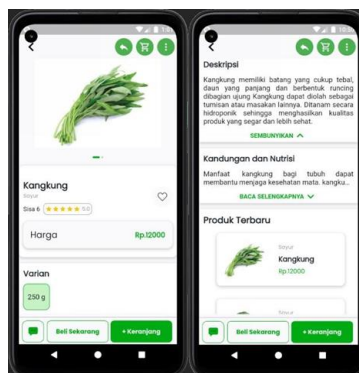 Kangkung
Sayur
Sisa 6 5.0
Harga Rp.12000
Varian
250 g
Beli Sekarang + Keranjang
Deskripsi
Kangkung memiliki batang yang cukup tebal,
daun yang panjang dan berbentuk runcing
dibagian ujung Kangkung dapat diolah sebagai
tumisan atau masakan lainnya. Ditanam secara
hidroponik sehingga menghasilkan kualitas
produk yang segar dan lebih sehat.
SEMBUNYIKAN
Kandungan dan Nutrisi
Manfaat kangkung bagi tubuh dapat
membantu menjaga kesehatan mata. kangku...
BACA SELENGKAPNYA
Produk Terbaru
Sayur
Kangkung
Rp.12000
Sayur
Beli Sekarang + Keranjang